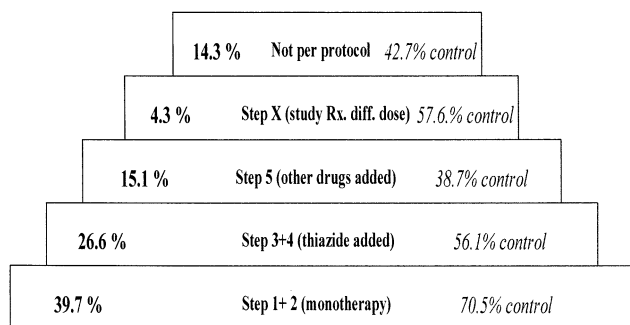 14.3 % Not per protocol 42.7% control
4.3 % Step X (study Rx. diff. dose) 57.6.% control
15.1 % Step 5 (other drugs added) 38.7% control
26.6 % Step 3+4 (thiazide added) 56.1% control
39.7 % Step 1+ 2 (monotherapy) 70.5% control